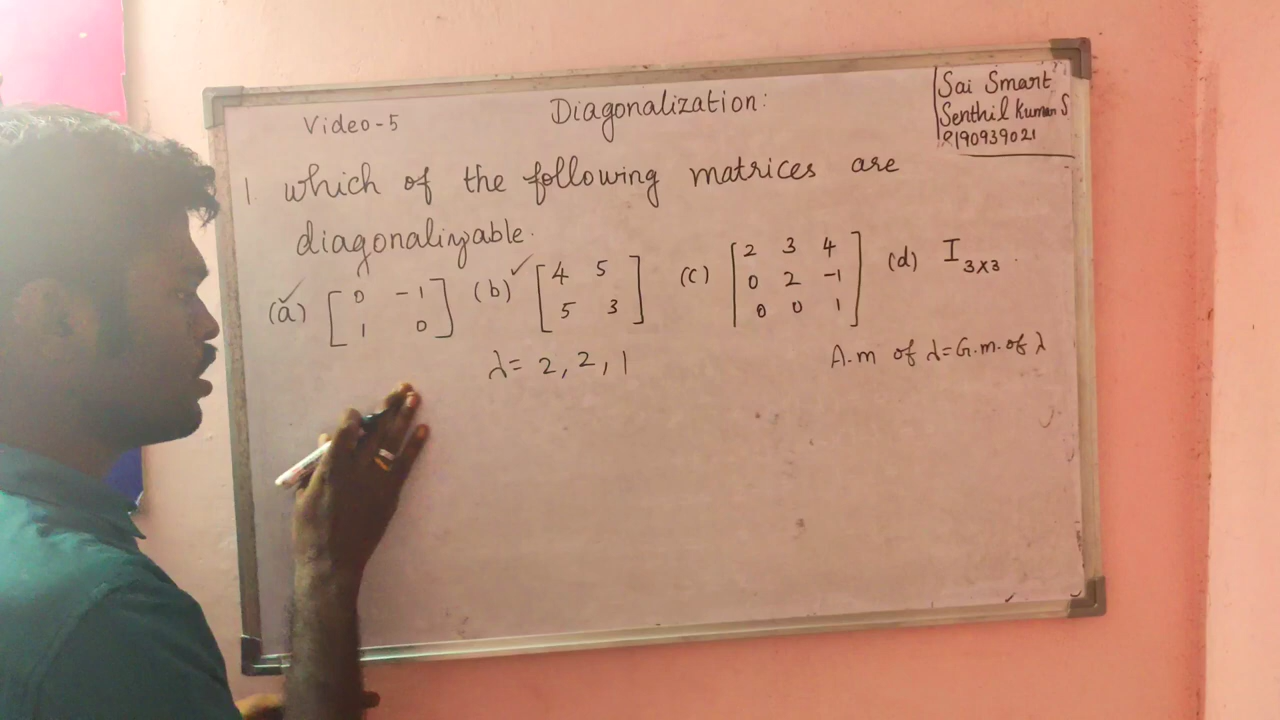 Video-5
Diagonalization:
Sai Smart
Senthil Kumar S
8190939021
1. which of the following matrices are
diagonalizable.
(a) [0 -1
1 0] (b) [4 5
5 3] (c) [2 3 4
0 2 -1
0 0 1] (d) I3x3.
λ= 2, 2, 1
A.m of λ=G.m.of λ